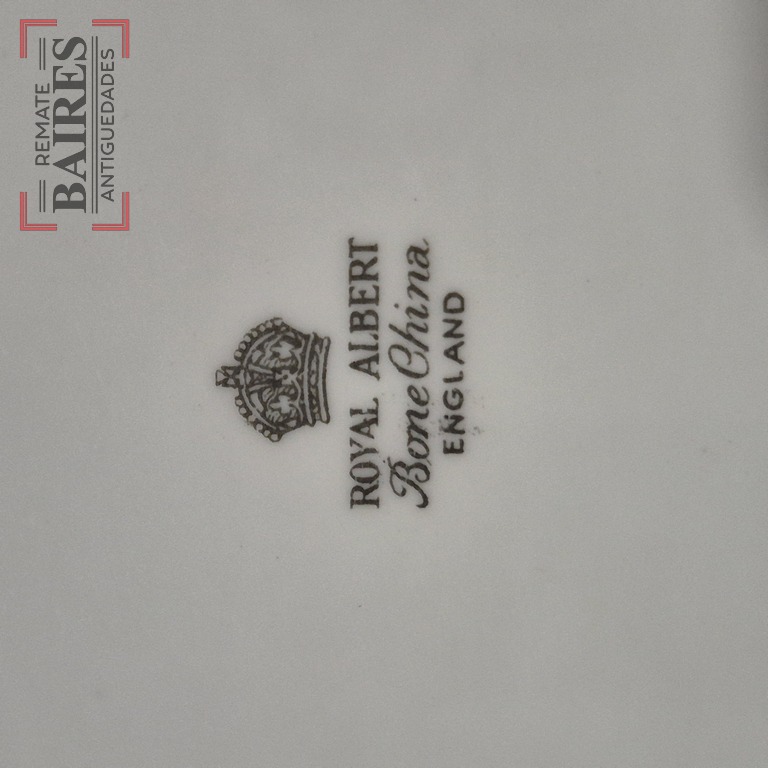 REMATE
BAIRES
ANTIGUEDADES
ROYAL ALBERT
Bone China
ENGLAND